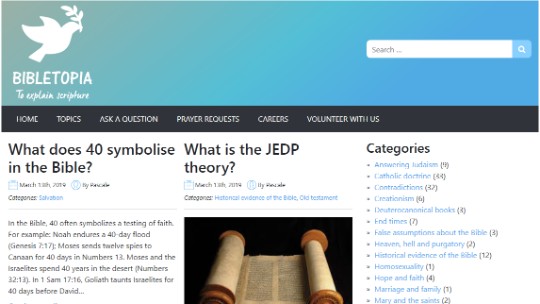 BIBLETOPIA
To explain scripture
Search ...
HOME TOPICS ASK A QUESTION PRAYER REQUESTS CAREERS VOLUNTEER WITH US
What does 40 symbolise
in the Bible?
March 13th, 2019 By Pascale
Categories: Salvation
In the Bible, 40 often symbolizes a testing of faith.
For example: Noah endures a 40-day flood
(Genesis 7:17); Moses sends twelve spies to
Canaan for 40 days in Numbers 13. Moses and the
Israelites spend 40 years in the desert (Numbers
32:13). In 1 Sam 17:16, Goliath taunts Israelites for
40 days before David...
What is the JEDP
theory?
March 13th, 2019 By Pascale
Categories: Historical evidence of the Bible, Old testament
Categories
Answering Judaism (9)
Catholic doctrine (33)
Contradictions (32)
Creationism (6)
Deuterocanonical books (3)
End times (7)
False assumptions about the Bible (3)
Heaven, hell and purgatory (2)
Historical evidence of the Bible (12)
Homosexuality (1)
Hope and faith (4)
Marriage and family (1)
Mary and the saints (2)